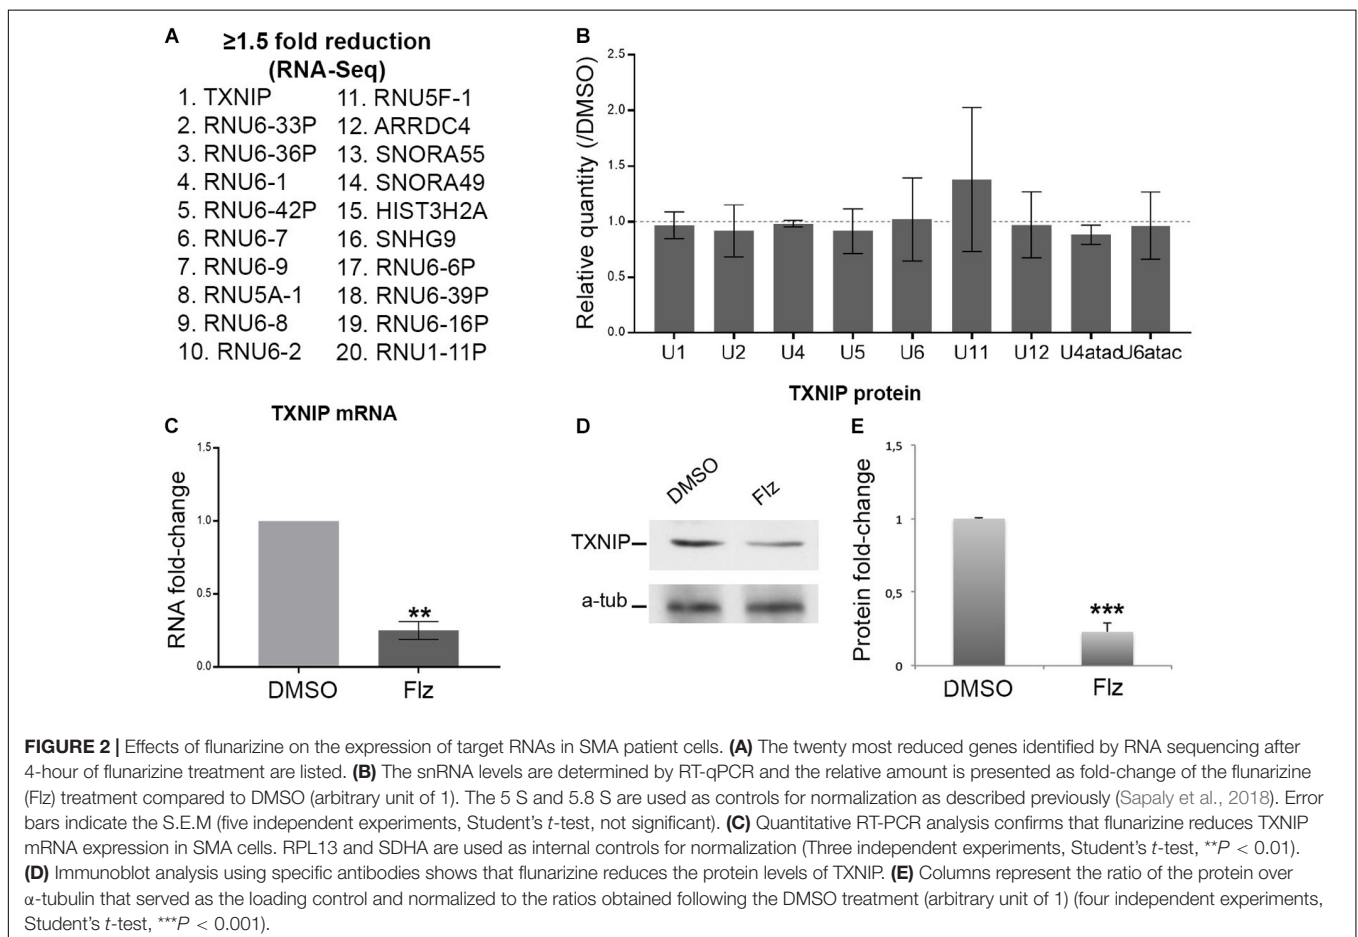 A
≥1.5 fold reduction
(RNA-Seq)
1. TXNIP
2. RNU6-33P
3. RNU6-36P
4. RNU6-1
5. RNU6-42P
6. RNU6-7
7. RNU6-9
8. RNU5A-1
9. RNU6-8
10. RNU6-2
11. RNU5F-1
12. ARRDC4
13. SNORA55
14. SNORA49
15. HIST3H2A
16. SNHG9
17. RNU6-6P
18. RNU6-39P
19. RNU6-16P
20. RNU1-11P
B
Relative quantity (/DMSO)
2.5
2.0
1.5
1.0
0.5
0.0
U1 U2 U4 U5 U6 U11 U12 U4atac U6atac
TXNIP mRNA
C
RNA fold-change
1.5
1.0
0.5
0.0
**
DMSO Flz
TXNIP protein
D
DMSO Flz
TXNIP
a-tub
E
Protein fold-change
1,5
1
0,5
0
***
DMSO Flz
FIGURE 2 | Effects of flunarizine on the expression of target RNAs in SMA patient cells. (A) The twenty most reduced genes identified by RNA sequencing after
4-hour of flunarizine treatment are listed. (B) The snRNA levels are determined by RT-qPCR and the relative amount is presented as fold-change of the flunarizine
(Flz) treatment compared to DMSO (arbitrary unit of 1). The 5 S and 5.8 S are used as controls for normalization as described previously (Sapaly et al., 2018). Error
bars indicate the S.E.M (five independent experiments, Student's t-test, not significant). (C) Quantitative RT-PCR analysis confirms that flunarizine reduces TXNIP
mRNA expression in SMA cells. RPL13 and SDHA are used as internal controls for normalization (Three independent experiments, Student's t-test, **P < 0.01).
(D) Immunoblot analysis using specific antibodies shows that flunarizine reduces the protein levels of TXNIP. (E) Columns represent the ratio of the protein over
α-tubulin that served as the loading control and normalized to the ratios obtained following the DMSO treatment (arbitrary unit of 1) (four independent experiments,
Student's t-test, ***P < 0.001).